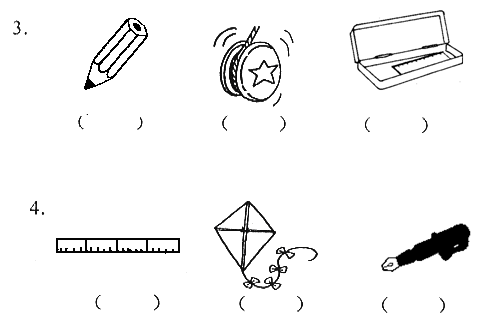 3.
(   ) (   ) (   )
4.
(   ) (   ) (   )